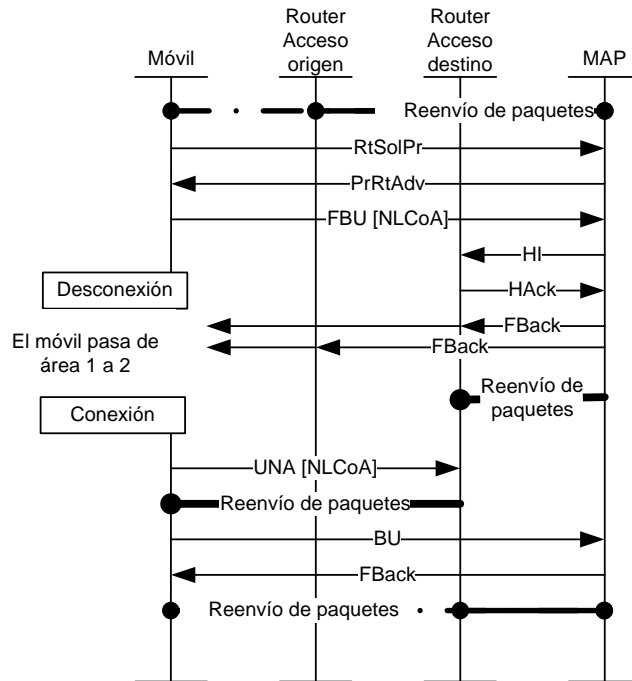 Móvil
Router
Acceso
origen
Router
Acceso
destino
MAP
Reenvío de paquetes
RtSolPr
PrRtAdv
FBU [NLCoA]
HI
Desconexión
HAck
FBack
El móvil pasa de
área 1 a 2
FBack
Reenvío de
paquetes
Conexión
UNA [NLCoA]
Reenvío de paquetes
BU
FBack
Reenvío de paquetes